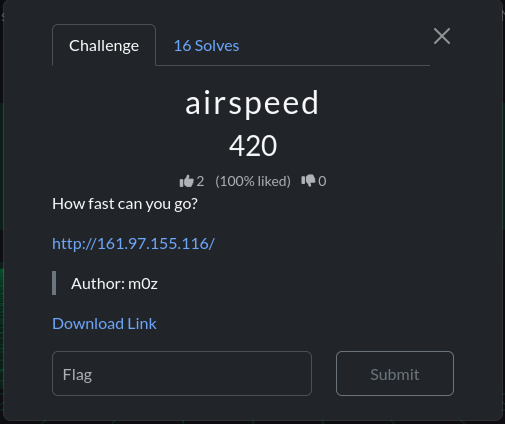 Challenge
16 Solves
airspeed
420
2 (100% liked) 0
How fast can you go?
http://161.97.155.116/
Author: m0z
Download Link
Flag
Submit